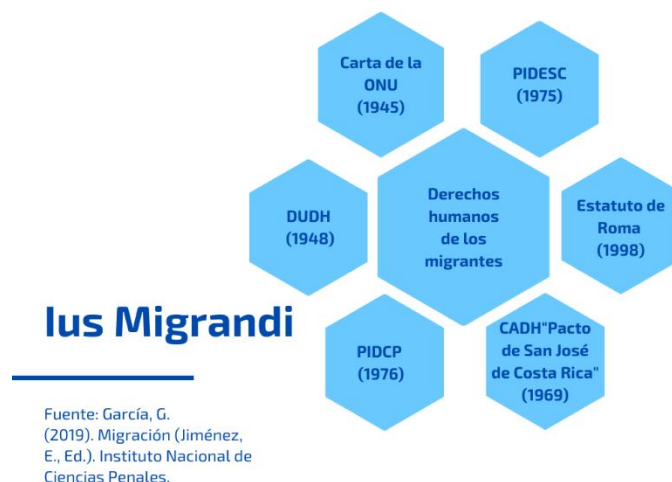 Carta de la
ONU
(1945)
PIDESC
(1975)
DUDH
(1948)
Derechos
humanos
de los
migrantes
Estatuto de
Roma
(1998)
PIDCP
(1976)
CADH"Pacto
de San José
de Costa Rica"
(1969)
Ius Migrandi
Fuente: García, G.
(2019). Migración (Jiménez,
E., Ed.). Instituto Nacional de
Ciencias Penales.